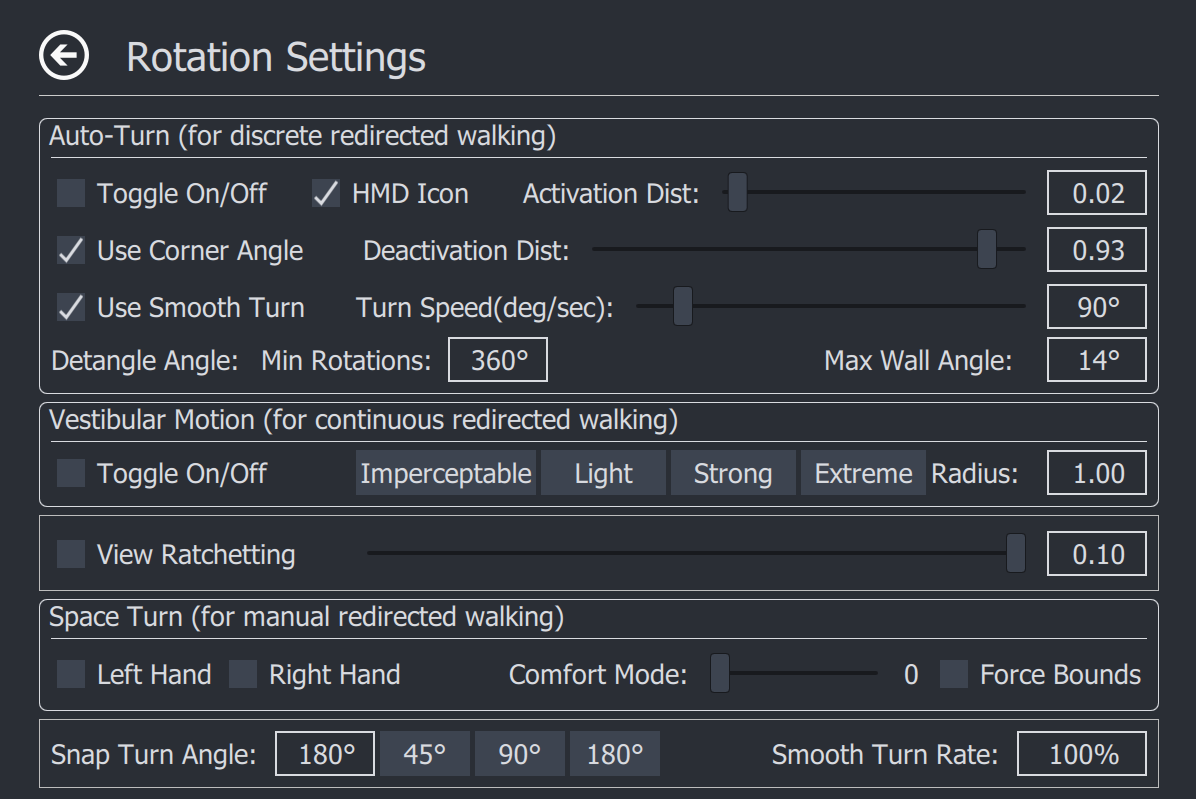 Rotation Settings
Auto-Turn (for discrete redirected walking)
Toggle On/Off HMD Icon Activation Dist: 0.02
Use Corner Angle Deactivation Dist: 0.93
Use Smooth Turn Turn Speed(deg/sec): 90°
Detangle Angle: Min Rotations: 360° Max Wall Angle: 14°
Vestibular Motion (for continuous redirected walking)
Toggle On/Off Imperceptable Light Strong Extreme Radius: 1.00
View Ratchetting 0.10
Space Turn (for manual redirected walking)
Left Hand Right Hand Comfort Mode: 0 Force Bounds
Snap Turn Angle: 180° 45° 90° 180° Smooth Turn Rate: 100%